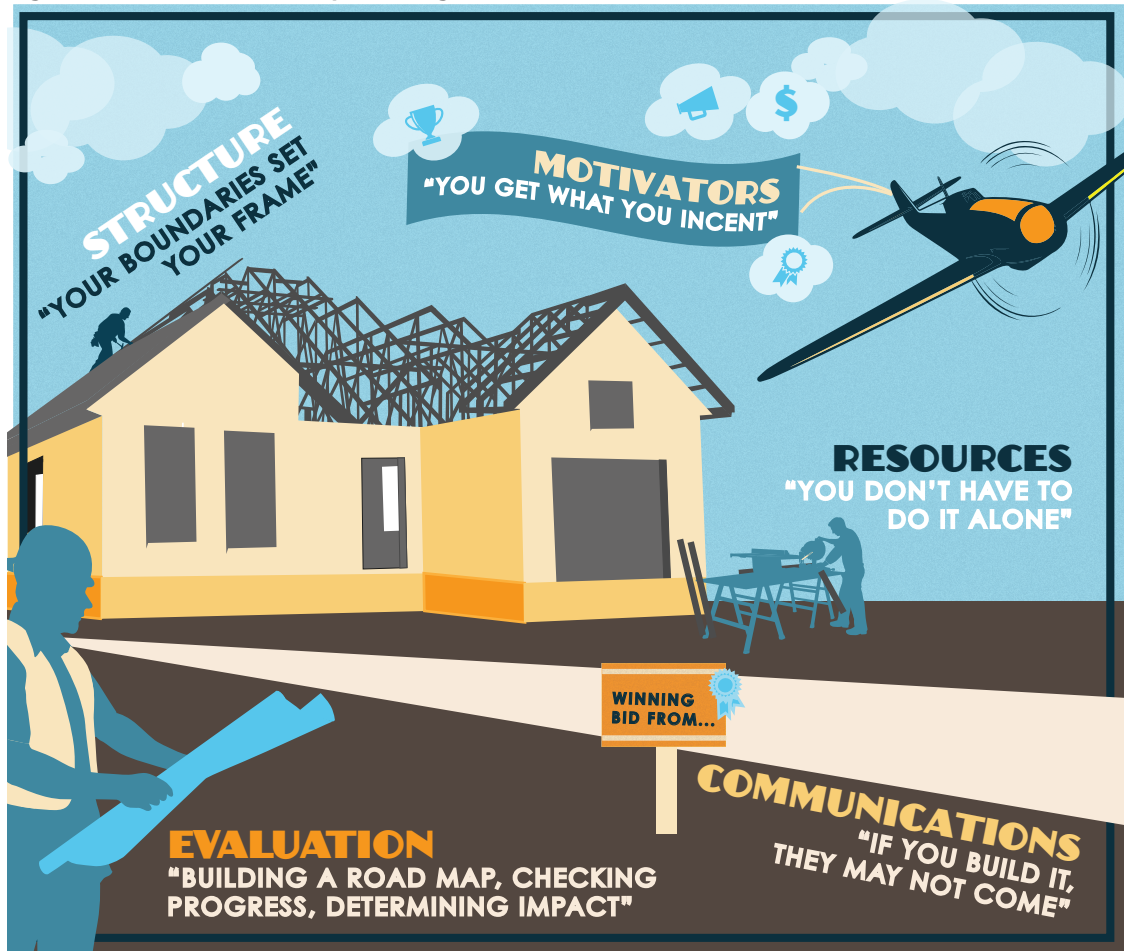 STRUCTURE
"YOUR BOUNDARIES SET
YOUR FRAME"
MOTIVATORS
"YOU GET WHAT YOU INCENT"
$
RESOURCES
"YOU DON'T HAVE TO
DO IT ALONE"
WINNING
BID FROM...
COMMUNICATIONS
"IF YOU BUILD IT,
THEY MAY NOT COME"
EVALUATION
"BUILDING A ROAD MAP, CHECKING
PROGRESS, DETERMINING IMPACT"